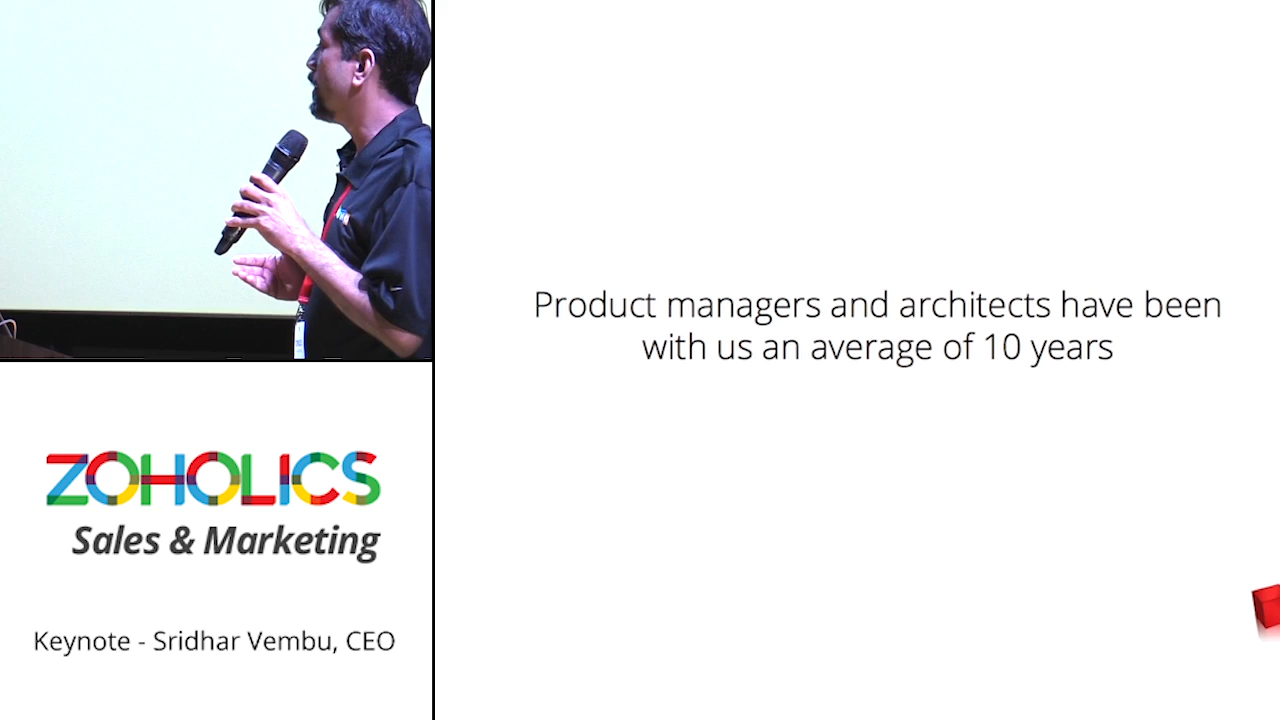 ZOHOLICS
Sales & Marketing
Keynote - Sridhar Vembu, CEO
Product managers and architects have been
with us an average of 10 years